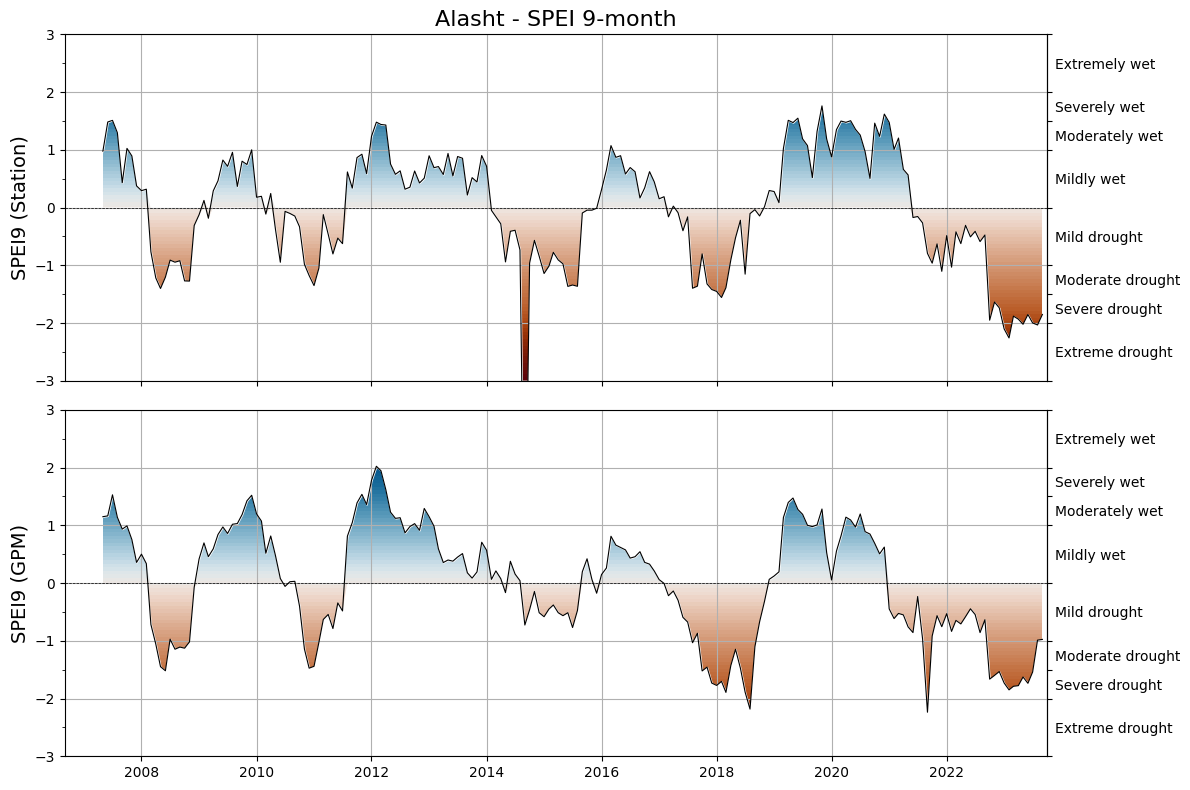 Alasht - SPEI 9-month
SPEI9 (Station)
3
2
1
0
−1
−2
−3
Extremely wet
Severely wet
Moderately wet
Mildly wet
Mild drought
Moderate drought
Severe drought
Extreme drought
SPEI9 (GPM)
3
2
1
0
−1
−2
−3
Extremely wet
Severely wet
Moderately wet
Mildly wet
Mild drought
Moderate drought
Severe drought
Extreme drought
2008 2010 2012 2014 2016 2018 2020 2022